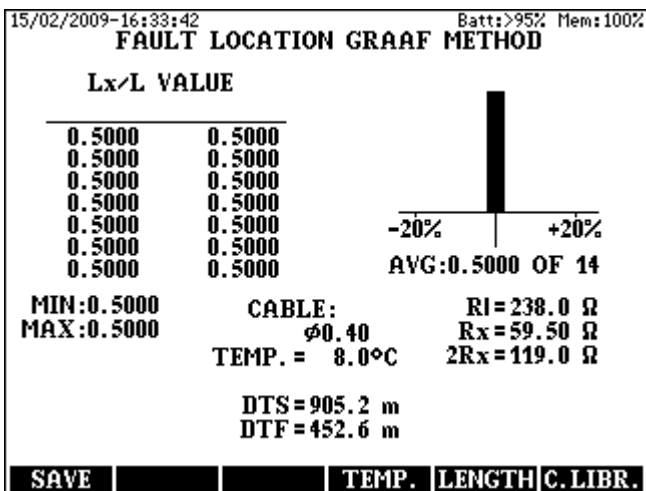 15/02/2009-16:33:42 Batt:>95% Mem:100%
FAULT LOCATION GRAAF METHOD
Lx/L VALUE
0.5000 0.5000
0.5000 0.5000
0.5000 0.5000
0.5000 0.5000
0.5000 0.5000
0.5000 0.5000
0.5000 0.5000
-20% +20%
AVG:0.5000 OF 14
MIN:0.5000
MAX:0.5000
CABLE:
ø0.40
TEMP.= 8.0ºC
Rl=238.0 Ω
Rx=59.50 Ω
2Rx=119.0 Ω
DTS=905.2 m
DTF=452.6 m
SAVE TEMP. LENGTH C.LIBR.